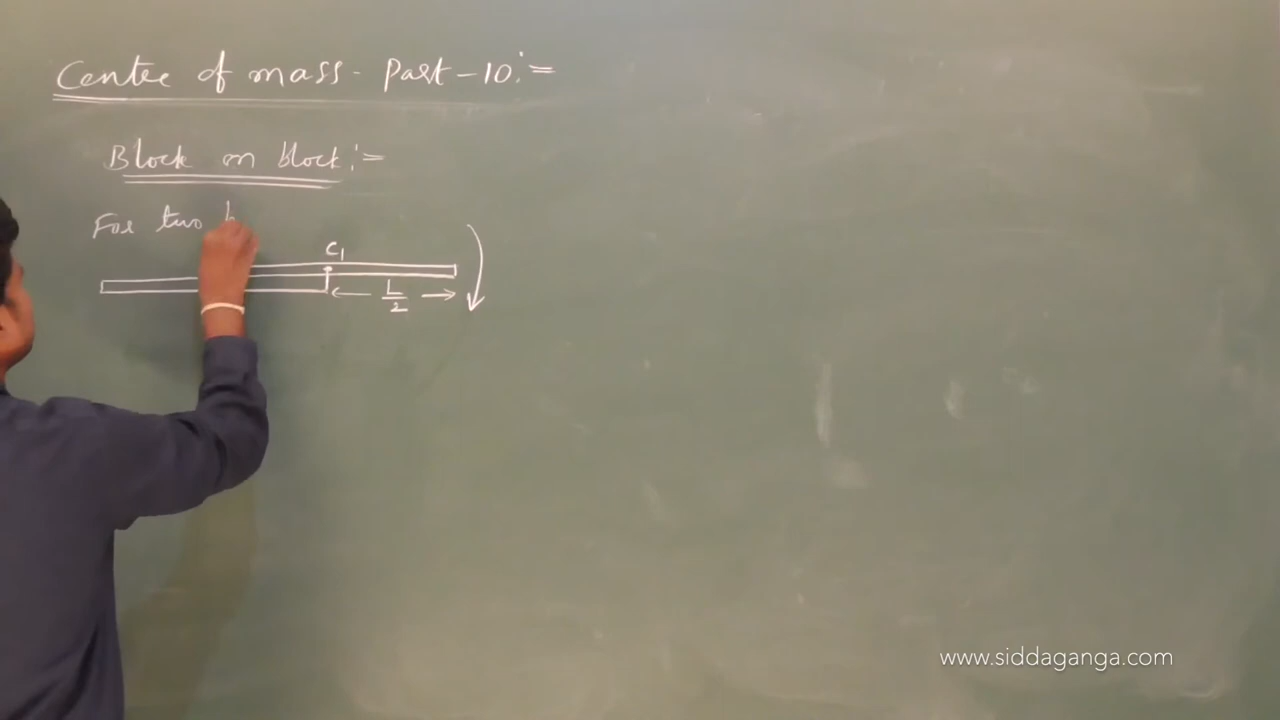 Centre of mass - Part - 10:=
Block on block:=
For two
C1
L/2
www.siddaganga.com